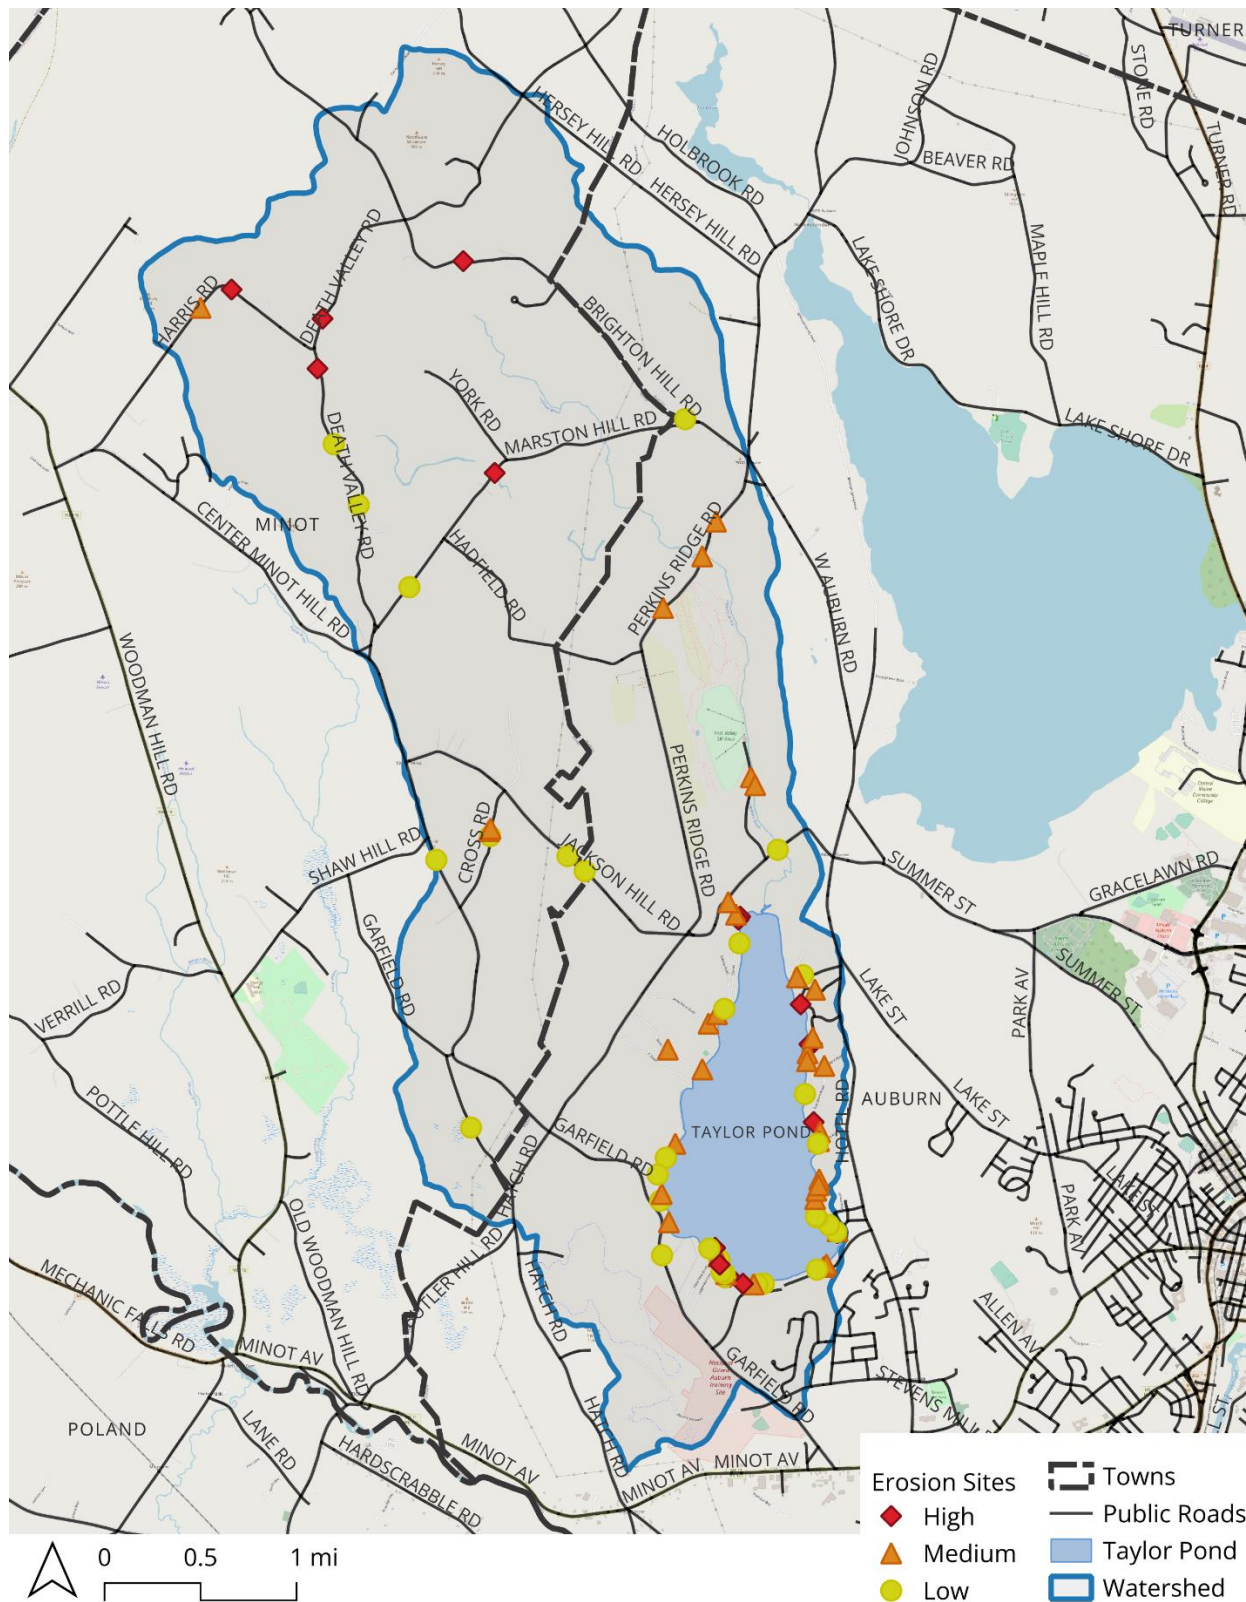 TURNER
STONE RD
JOHNSON RD
HERSEY HILL RD
HOLBROOK RD
BEAVER RD
TURNER RD
HERSEY HILL RD
DEATH VALLEY RD
LAKE SHORE DR
MAPLE HILL RD
HARRIS RD
BRIGHTON HILL RD
YORK RD
MARSTON HILL RD
LAKE SHORE DR
DEATH VALLEY RD
CENTER MINOT HILL RD
MINOT
HADFIELD RD
PERKINS RIDGE RD
W AUBURN RD
WOODMAN HILL RD
PERKINS RIDGE RD
CROSS RD
SHAW HILL RD
JACKSON HILL RD
SUMMER ST
GRACELAWN RD
GARFIELD RD
VERRILL RD
LAKE ST
PARK AV
SUMMER ST
POTTLE HILL RD
HATCH RD
GARFIELD RD
TAYLOR POND
HOTEL RD
AUBURN
LAKE ST
LAKE ST
PARK AV
OLD WOODMAN HILL RD
BUTLER HILL RD
HATCH RD
MECHANIC FALLS RD
MINOT AV
ALLEN AV
National Guard Auburn Training Site
GARFIELD RD
POLAND
LANE RD
HARDSCRABBLE RD
MINOT AV
HATCH RD
MINOT AV
MINOT AV
Erosion Sites
High
Medium
Low
Towns
Public Roads
Taylor Pond
Watershed
0 0.5 1 mi